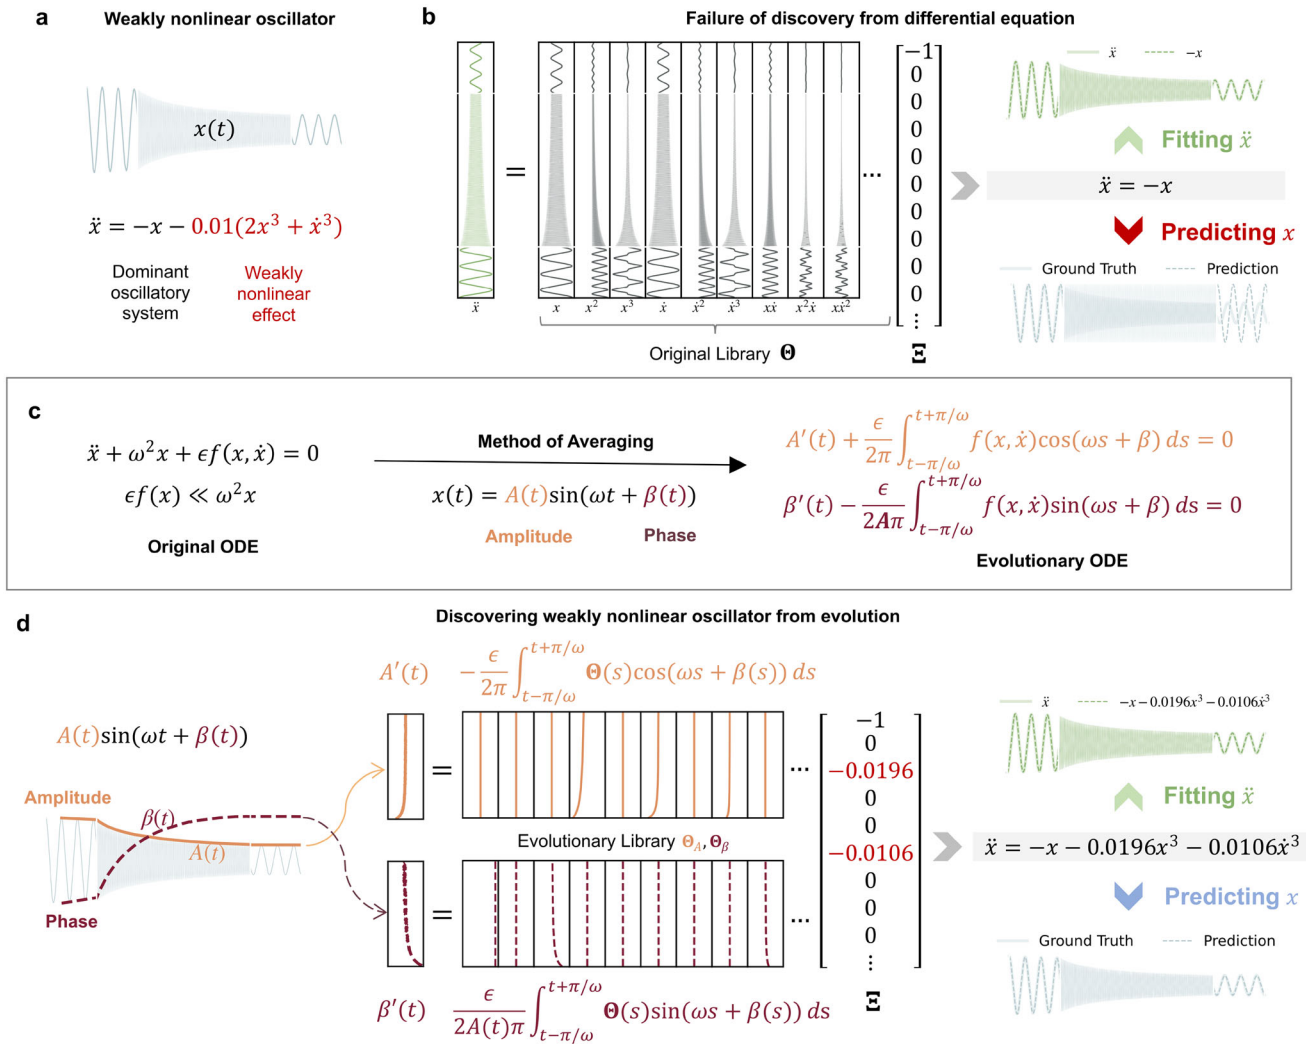 a Weakly nonlinear oscillator
x(t)
ẍ = −x − 0.01(2x³ + ẋ³)
Dominant oscillatory system
Weakly nonlinear effect
b Failure of discovery from differential equation
=
...
ẍ
x x² x³ ẋ ẋ² ẋ³ xẋ x²ẋ xẋ²
Original Library Θ
−1
0
0
0
0
0
0
0
0
0
⋮
Ξ
ẍ −x
Fitting ẍ
ẍ = −x
Predicting x
Ground Truth Prediction
c
ẍ + ω²x + ϵf(x, ẋ) = 0
ϵf(x) ≪ ω²x
Original ODE
Method of Averaging
x(t) = A(t)sin(ωt + β(t))
Amplitude Phase
A′(t) + ϵ/2π ∫_{t−π/ω}^{t+π/ω} f(x, ẋ)cos(ωs + β) ds = 0
β′(t) − ϵ/2Aπ ∫_{t−π/ω}^{t+π/ω} f(x, ẋ)sin(ωs + β) ds = 0
Evolutionary ODE
d Discovering weakly nonlinear oscillator from evolution
A(t)sin(ωt + β(t))
Amplitude
β(t)
A(t)
Phase
A′(t) − ϵ/2π ∫_{t−π/ω}^{t+π/ω} Θ(s)cos(ωs + β(s)) ds
=
...
Evolutionary Library Θ_A, Θ_β
=
...
β′(t) ϵ/2A(t)π ∫_{t−π/ω}^{t+π/ω} Θ(s)sin(ωs + β(s)) ds
−1
0
−0.0196
0
0
−0.0106
0
0
0
⋮
Ξ
ẍ −x − 0.0196x³ − 0.0106ẋ³
Fitting ẍ
ẍ = −x − 0.0196x³ − 0.0106ẋ³
Predicting x
Ground Truth Prediction